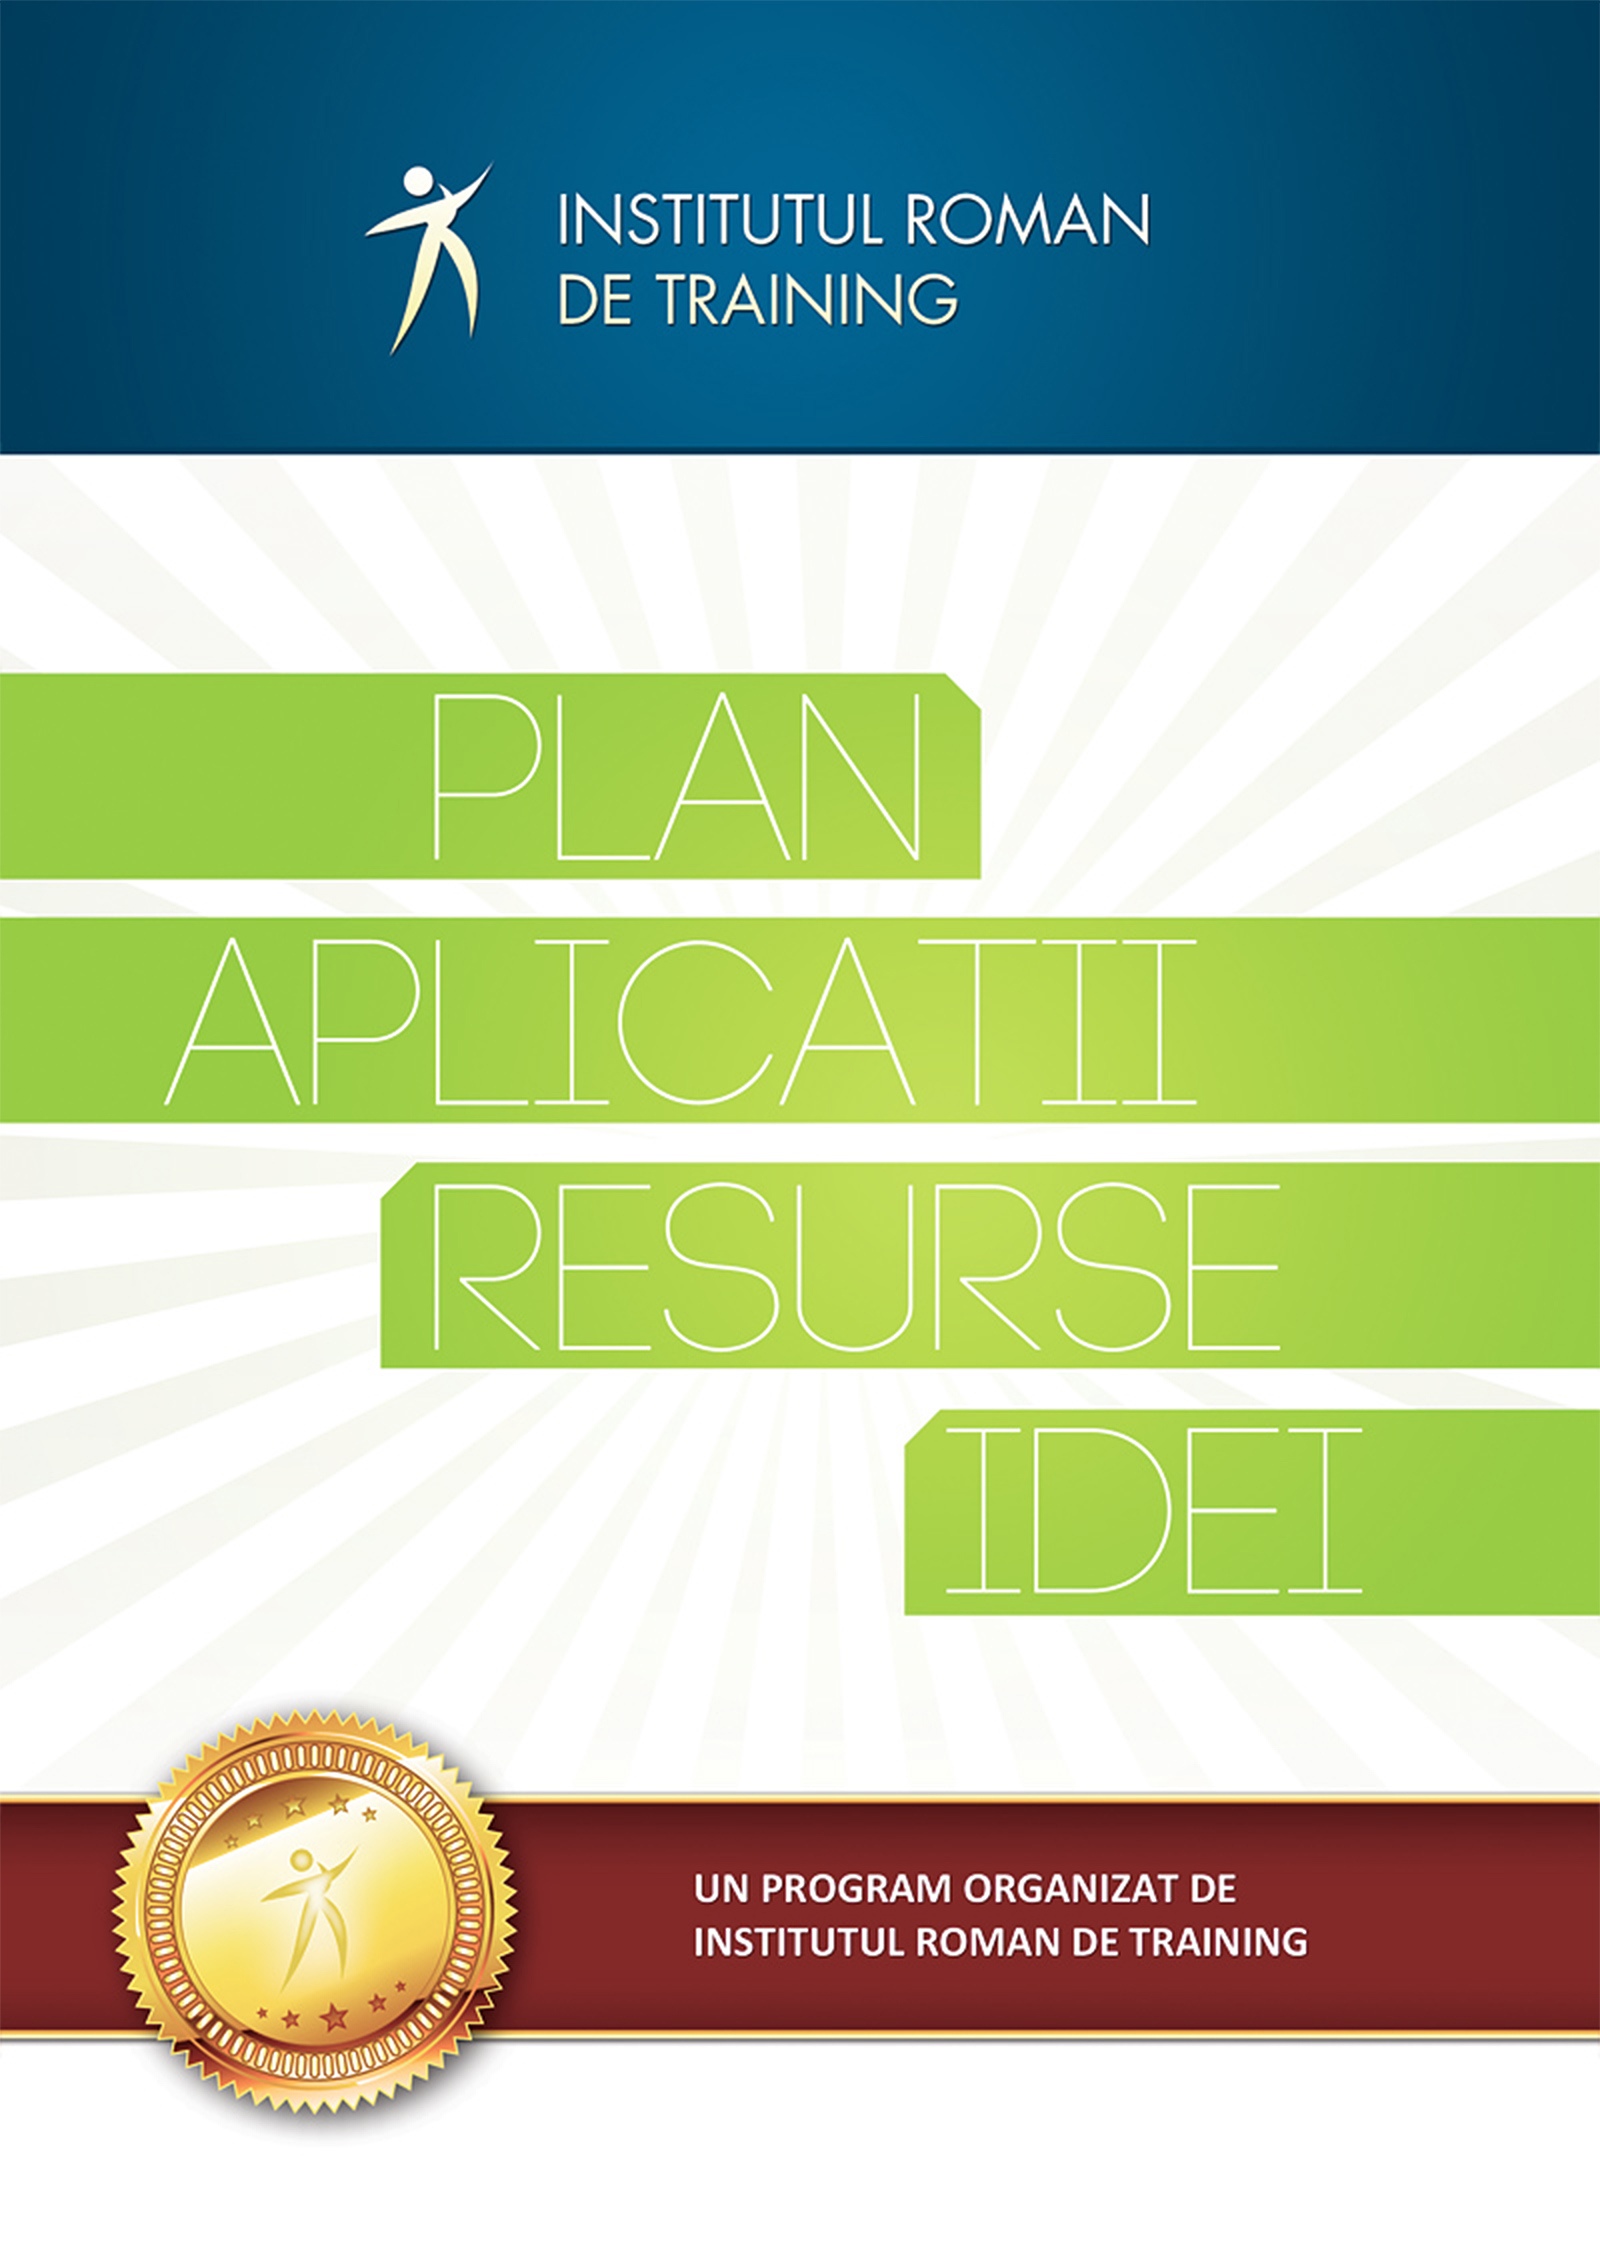 INSTITUTUL ROMAN
DE TRAINING
PLAN
APLICATII
RESURSE
IDEI
UN PROGRAM ORGANIZAT DE
INSTITUTUL ROMAN DE TRAINING